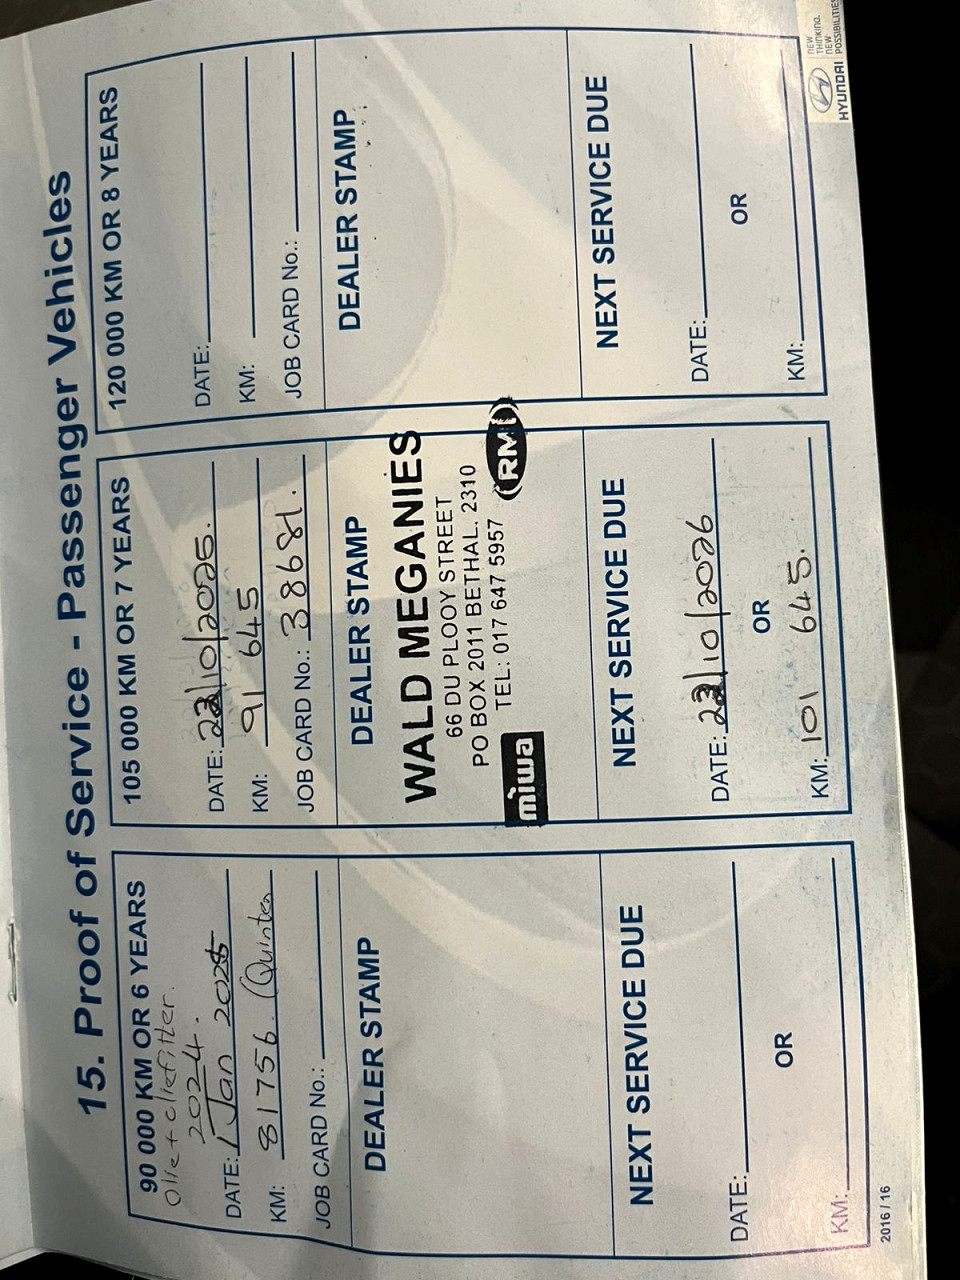 15. Proof of Service - Passenger Vehicles
90 000 KM OR 6 YEARS
Olie + oliefilter.
2024.
DATE: 1 Jan 2025
KM: 81756 (Quinten
JOB CARD No.:
DEALER STAMP
NEXT SERVICE DUE
DATE:
OR
KM:
105 000 KM OR 7 YEARS
DATE: 22/10/2025.
KM: 91 645
JOB CARD No.: 38681.
DEALER STAMP
WALD MEGANIES
66 DU PLOOY STREET
PO BOX 2011 BETHAL. 2310
TEL: 017 647 5957
miwa
RMI
NEXT SERVICE DUE
DATE: 22/10/2026
OR
KM: 101 645.
120 000 KM OR 8 YEARS
DATE:
KM:
JOB CARD No.:
DEALER STAMP
NEXT SERVICE DUE
DATE:
OR
KM:
2016 / 16
HYUNDAI
NEW
THINKING.
NEW
POSSIBILITIES